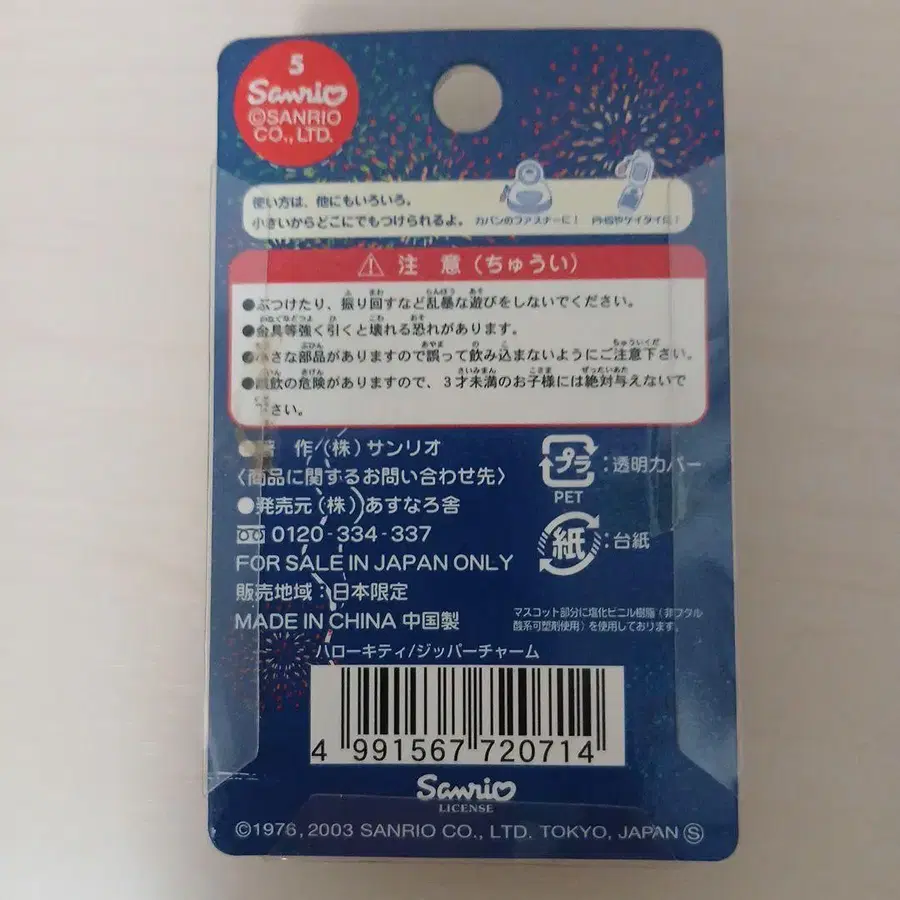 S
Sanrio
©SANRIO
CO., LTD.
使い方は、他にもいろいろ。
小さいからどこにでもつけられるよ。
カバンのファスナーに!
PHSやケイタイに!
⚠ 注 意(ちゅうい)
●ぶつけたり、振り回すなど乱暴な遊びをしないでください。
●金具等強く引くと壊れる恐れがあります。
●小さな部品がありますので誤って飲み込まないようにご注意下さい。
●誤飲の危険がありますので、3才未満のお子様には絶対与えないで
下さい。
●著 作(株)サンリオ
〈商品に関するお問い合わせ先〉
●発売元(株)あすなろ舎
0120-334-337
FOR SALE IN JAPAN ONLY
販売地域:日本限定
MADE IN CHINA 中国製
プラ:透明カバー
PET
紙:台紙
マスコット部分に塩化ビニル樹脂(非フタル
酸系可塑剤使用)を使用しております。
ハローキティ/ジッパーチャーム
4 991567 720714
Sanrio
LICENSE
©1976, 2003 SANRIO CO., LTD. TOKYO, JAPAN Ⓢ